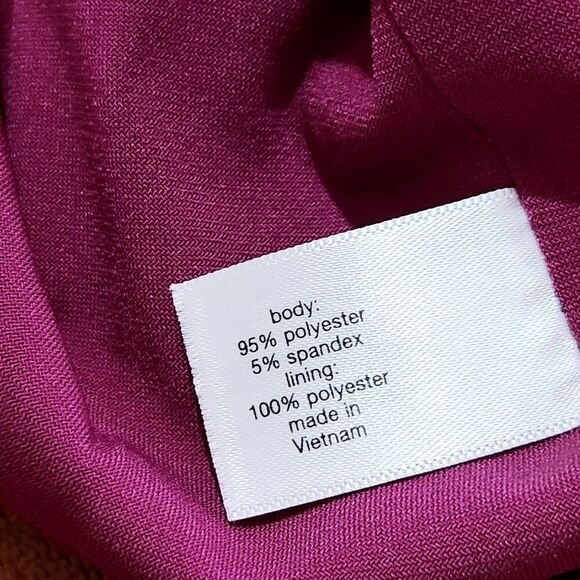 body:
95% polyester
5% spandex
lining:
100% polyester
made in
Vietnam